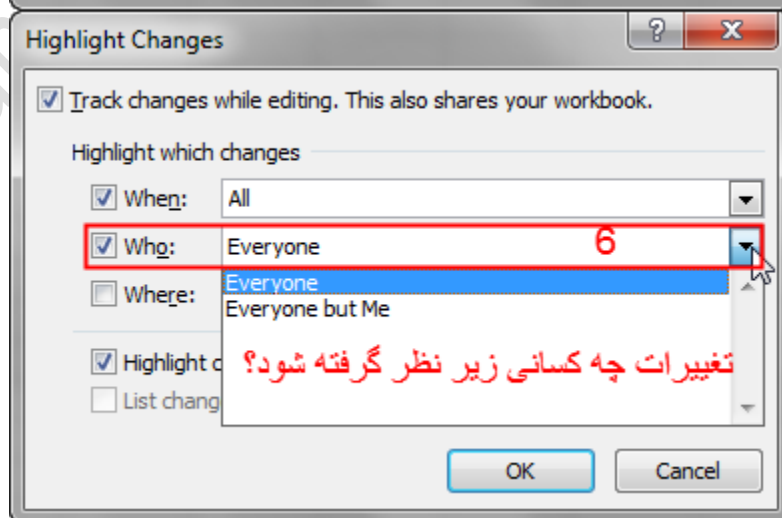 Highlight Changes
Track changes while editing. This also shares your workbook.
Highlight which changes
When: All
Who: Everyone 6
Everyone
Where:
Everyone but Me
تغییرات چه کسانی زیر نظر گرفته شود؟
Highlight c
List chang
OK Cancel